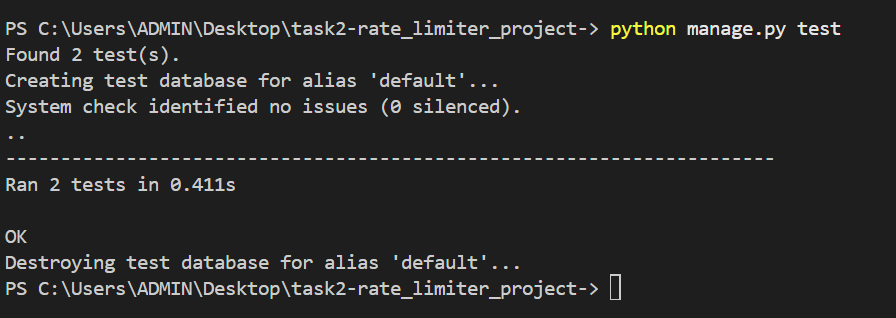 PS C:\Users\ADMIN\Desktop\task2-rate_limiter_project-> python manage.py test
Found 2 test(s).
Creating test database for alias 'default'...
System check identified no issues (0 silenced).
..
----------------------------------------------------------------------
Ran 2 tests in 0.411s

OK
Destroying test database for alias 'default'...
PS C:\Users\ADMIN\Desktop\task2-rate_limiter_project->